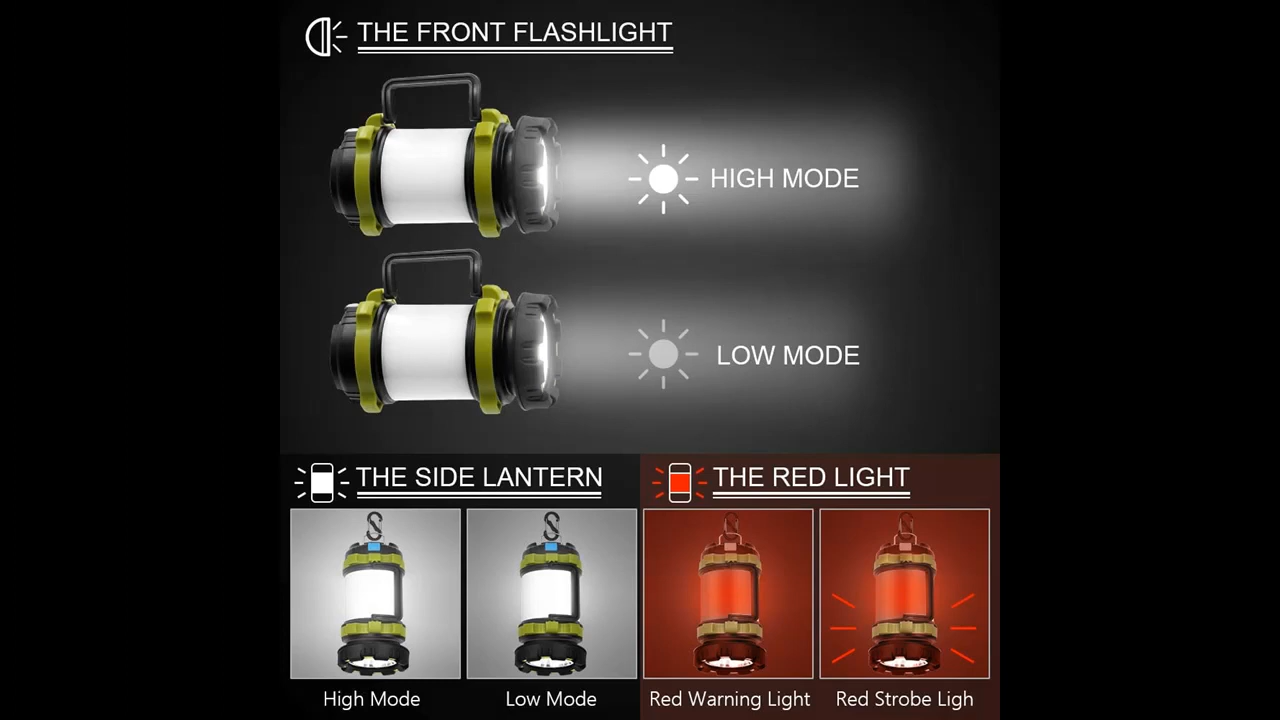 THE FRONT FLASHLIGHT
HIGH MODE
LOW MODE
THE SIDE LANTERN
THE RED LIGHT
High Mode
Low Mode
Red Warning Light
Red Strobe Ligh